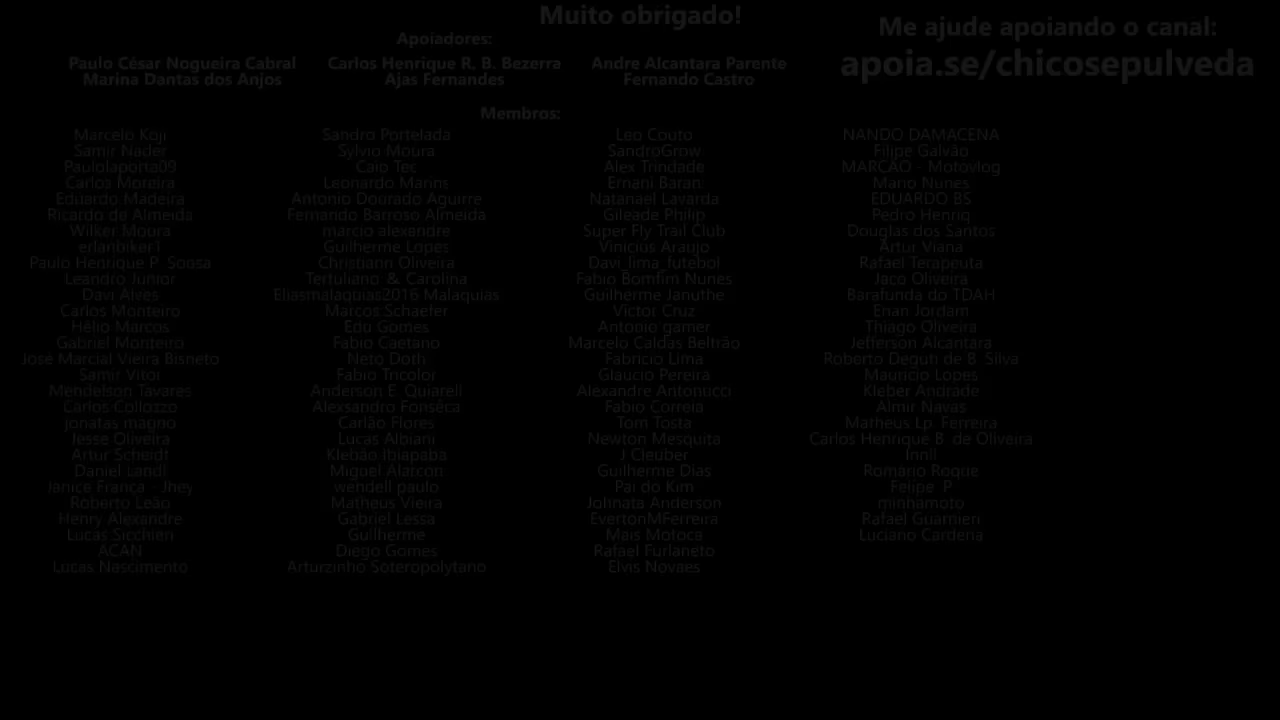 Muito obrigado!
Me ajude apoiando o canal:
apoia.se/chicosepulveda
Apoiadores:
Paulo César Nogueira Cabral
Marina Dantas dos Anjos
Carlos Henrique R. B. Bezerra
Ajas Fernandes
Andre Alcantara Parente
Fernando Castro
Membros:
Marcelo Koji
Samir Nader
Paulolaporte09
Carlos Moreira
Eduardo Madeira
Ricardo de Almeida
Wilker Moura
erlanbiker1
Paulo Henrique P. Sousa
Leandro Junior
Davi Alves
Carlos Monteiro
Hélio Marcos
Gabriel Monteiro
Jose Marcial Vieira Bisneto
Samir Vitor
Mendelson Tavares
Carlos Collozzo
jonatas magno
Jesse Oliveira
Artur Scheidt
Daniel Landi
Janice França - Jhey
Roberto Leão
Henry Alexandre
Lucas Sicchieri
ACAN
Lucas Nascimento
Sandro Portelada
Sylvio Moura
Caio Tec
Leonardo Marins
Antonio Dourado Aguirre
Fernando Barroso Almeida
marcio alexandre
Guilherme Lopes
Christiann Oliveira
Tertuliano & Carolina
Eliasmalaquias2016 Malaquias
Marcos Schaefer
Edu Gomes
Fabio Caetano
Neto Doth
Fabio Tricolor
Anderson E. Quiarell
Alexsandro Fonsêca
Carlão Flores
Lucas Albiani
Klebão Ibiapaba
Miguel Alarcon
wendell paulo
Matheus Vieira
Gabriel Lessa
Guilherme
Diego Gomes
Arturzinho Soteropolytano
Leo Couto
SandroGrow
Alex Trindade
Ernani Baran
Natanael Lavarda
Gileade Philip
Super Fly Trail Club
Vinícius Araujo
Davi_lima_futebol
Fabio Bomfim Nunes
Guilherme Januthe
Victor Cruz
Antonio gamer
Marcelo Caldas Beltrão
Fabrício Lima
Glaucio Pereira
Alexandre Antonucci
Fabio Correia
Tom Tosta
Newton Mesquita
J Cleuber
Guilherme Dias
Pai do Kim
Johnata Anderson
EvertonMFerreira
Mais Motoca
Rafael Furlaneto
Elvis Novaes
NANDO DAMACENA
Filipe Galvão
MARCÃO - Motovlog
Mario Nunes
EDUARDO BS
Pedro Henriq
Douglas dos Santos
Artur Viana
Rafael Terapeuta
Jaco Oliveira
Barafunda do TDAH
Enan Jordam
Thiago Oliveira
Jefferson Alcantara
Roberto Deguti de B. Silva
Mauricio Lopes
Kleber Andrade
Almir Navas
Matheus Lp. Ferreira
Carlos Henrique B. de Oliveira
Romário Roque
Felipe P
minhamoto
Rafael Guarnieri
Luciano Cardena